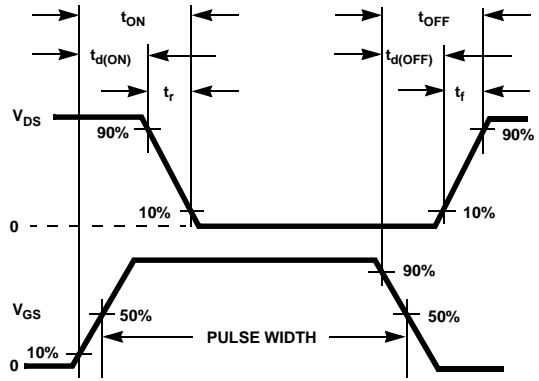 tON tOFF
td(ON) td(OFF)
tr tf
VDS
90% 90%
10% 10%
0
90%
VGS 50% 50%
PULSE WIDTH
10%
0